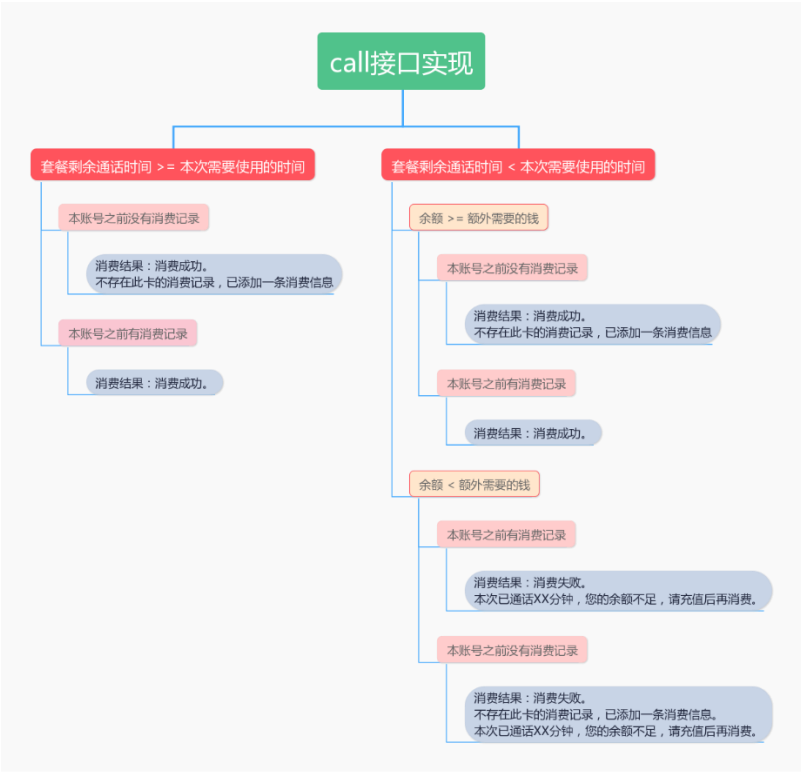 call接口实现
套餐剩余通话时间 >= 本次需要使用的时间
本账号之前没有消费记录
消费结果：消费成功。
不存在此卡的消费记录，已添加一条消费信息
本账号之前有消费记录
消费结果：消费成功。
套餐剩余通话时间 < 本次需要使用的时间
余额 >= 额外需要的钱
本账号之前没有消费记录
消费结果：消费成功。
不存在此卡的消费记录，已添加一条消费信息
本账号之前有消费记录
消费结果：消费成功。
余额 < 额外需要的钱
本账号之前有消费记录
消费结果：消费失败。
本次已通话XX分钟，您的余额不足，请充值后再消费。
本账号之前没有消费记录
消费结果：消费失败。
不存在此卡的消费记录，已添加一条消费信息。
本次已通话XX分钟，您的余额不足，请充值后再消费。